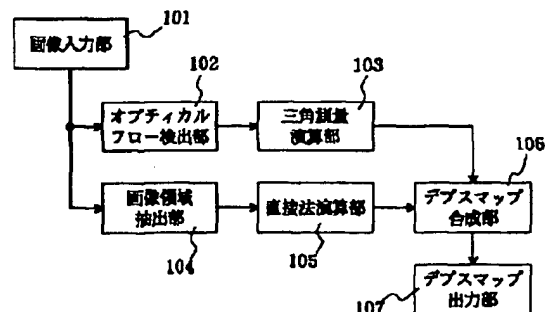 101
画像入力部
102
オプティカル
フロー検出部
103
三角測量
演算部
106
画像領域
抽出部
104
直接法演算部
105
デプスマップ
合成部
107
デプスマップ
出力部